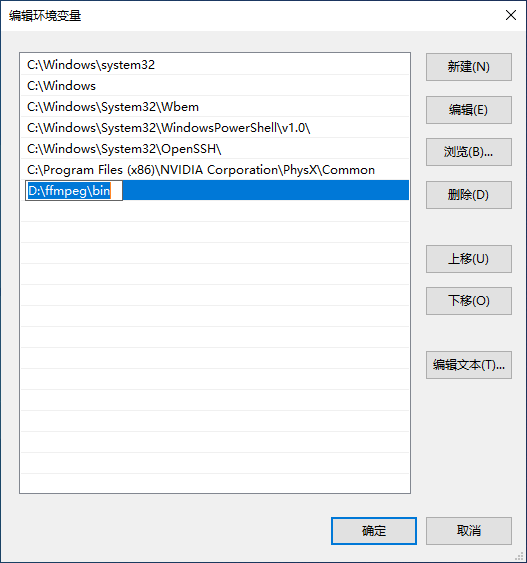 编辑环境变量
C:\Windows\system32
C:\Windows
C:\Windows\System32\Wbem
C:\Windows\System32\WindowsPowerShell\v1.0\
C:\Windows\System32\OpenSSH\
C:\Program Files (x86)\NVIDIA Corporation\PhysX\Common
D:\ffmpeg\bin
新建(N)
编辑(E)
浏览(B)...
删除(D)
上移(U)
下移(O)
编辑文本(T)...
确定
取消